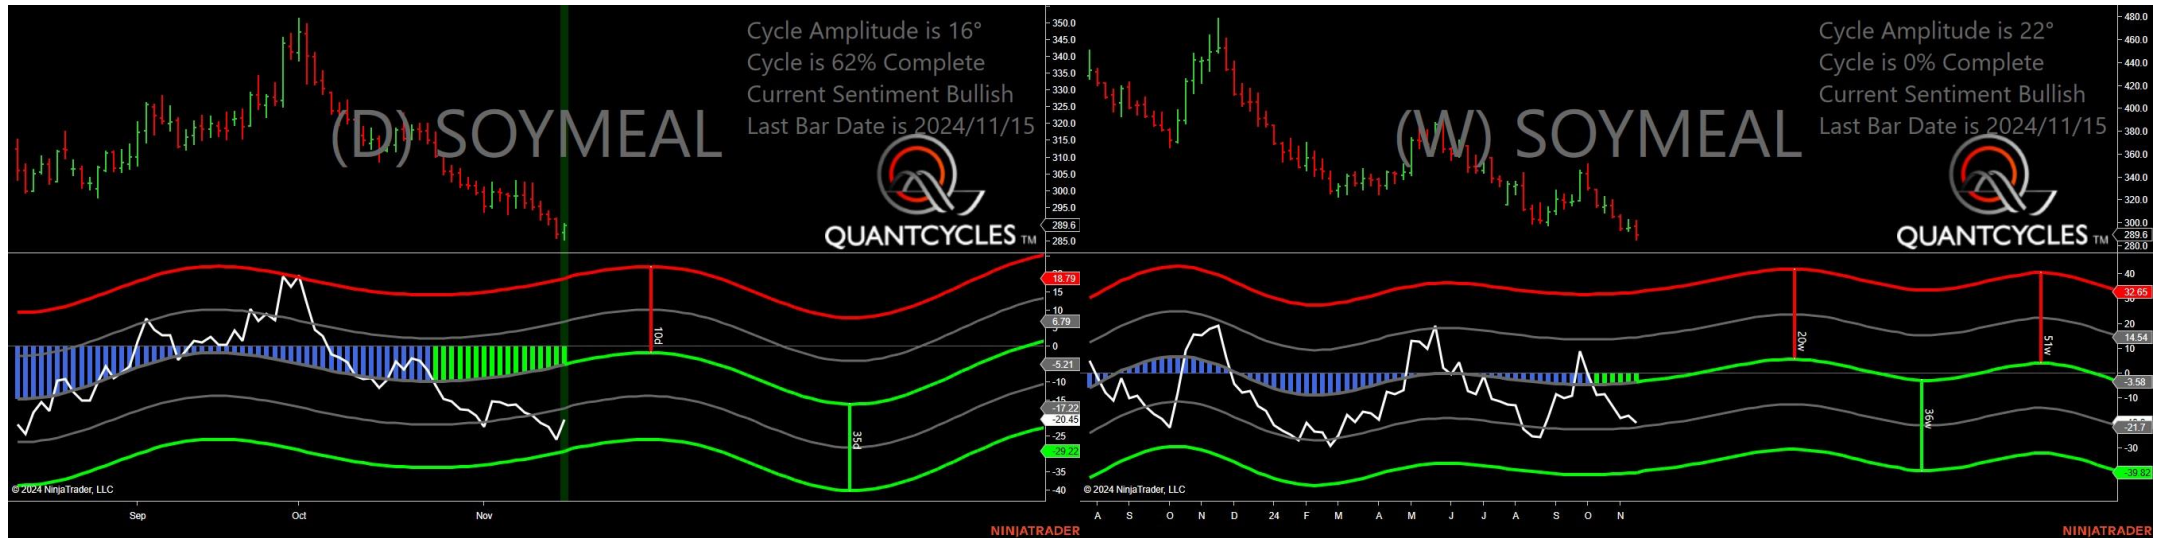 Cycle Amplitude is 16°
Cycle is 62% Complete
Current Sentiment Bullish
Last Bar Date is 2024/11/15
(D) SOYMEAL
QUANTCYCLES TM
350.0
345.0
340.0
335.0
330.0
325.0
320.0
315.0
310.0
305.0
300.0
295.0
289.6
285.0
18.79
15
10
6.79
5
0
-5.21
-10
-15
-17.22
-20.45
-25
-29.22
-35
-40
10d
35d
© 2024 NinjaTrader, LLC
Sep
Oct
Nov
NINJATRADER
Cycle Amplitude is 22°
Cycle is 0% Complete
Current Sentiment Bullish
Last Bar Date is 2024/11/15
(W) SOYMEAL
QUANTCYCLES TM
480.0
460.0
440.0
420.0
400.0
380.0
360.0
340.0
320.0
300.0
289.6
280.0
40
32.65
30
20
14.54
10
0
-3.58
-10
-21.7
-30
-39.82
20w
36w
51w
© 2024 NinjaTrader, LLC
A S O N D 24 F M A M J J A S O N
NINJATRADER